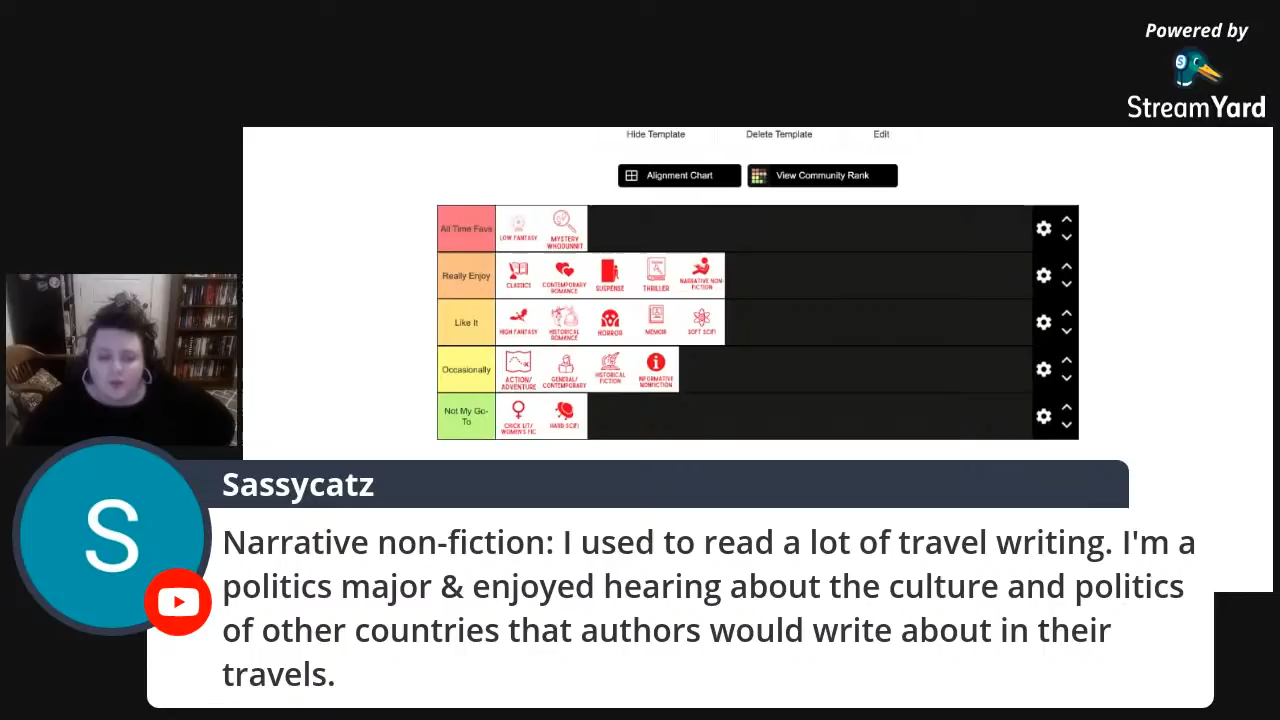 Powered by
StreamYard
Hide Template Delete Template Edit
Alignment Chart View Community Rank
All Time Favs
LOW FANTASY
MYSTERY
WHODUNNIT
Really Enjoy
CLASSICS
CONTEMPORARY
ROMANCE
SUSPENSE
THRILLER
NARRATIVE NON
FICTION
Like It
HIGH FANTASY
HISTORICAL
ROMANCE
HORROR
MEMOIR
SOFT SCIFI
Occasionally
ACTION/
ADVENTURE
GENERAL/
CONTEMPORARY
HISTORICAL
FICTION
INFORMATIVE
NONFICTION
Not My Go-
To
CHICK LIT/
WOMEN'S FIC
HARD SCIFI
S
Sassycatz
Narrative non-fiction: I used to read a lot of travel writing. I'm a
politics major & enjoyed hearing about the culture and politics
of other countries that authors would write about in their
travels.